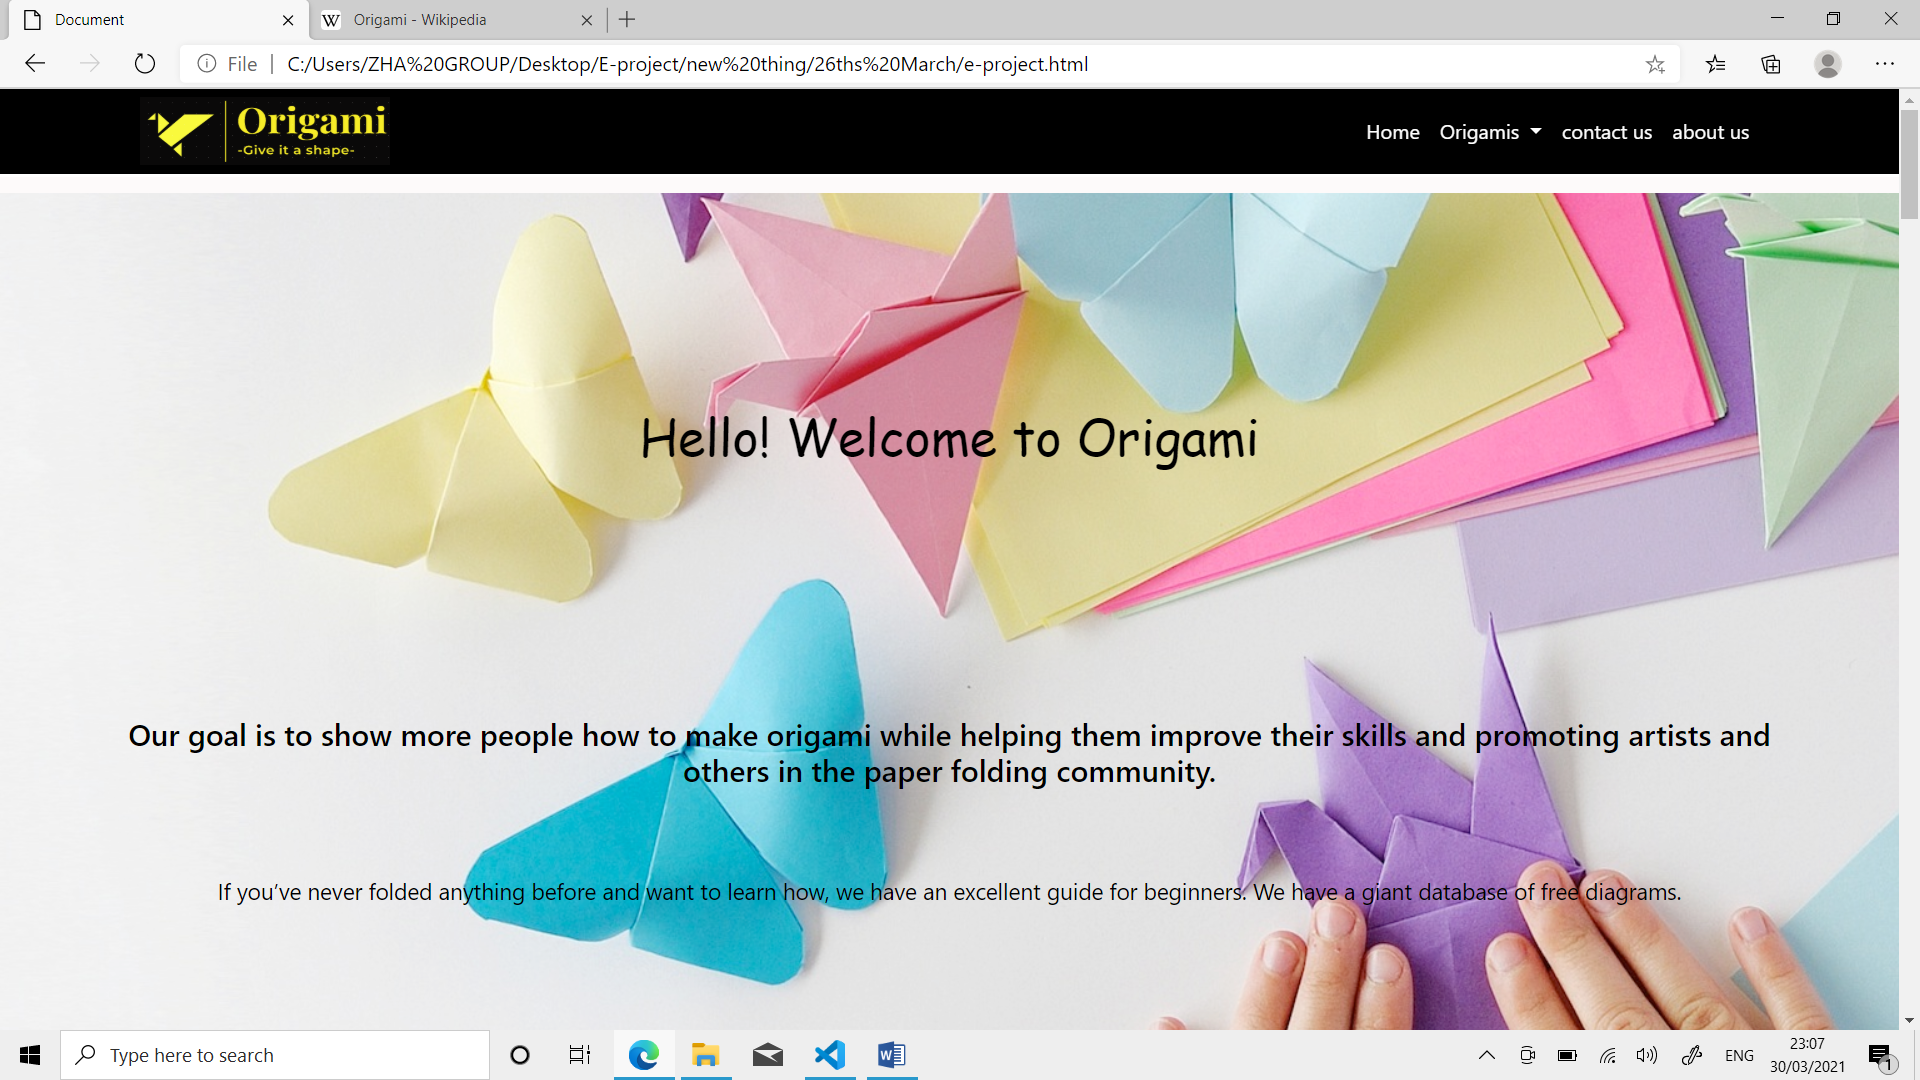 Document
Origami - Wikipedia
File
C:/Users/ZHA%20GROUP/Desktop/E-project/new%20thing/26ths%20March/e-project.html
Origami
-Give it a shape-
Home Origamis contact us about us
Hello! Welcome to Origami
Our goal is to show more people how to make origami while helping them improve their skills and promoting artists and
others in the paper folding community.
If you’ve never folded anything before and want to learn how, we have an excellent guide for beginners. We have a giant database of free diagrams.
Type here to search
ENG
23:07
30/03/2021
1